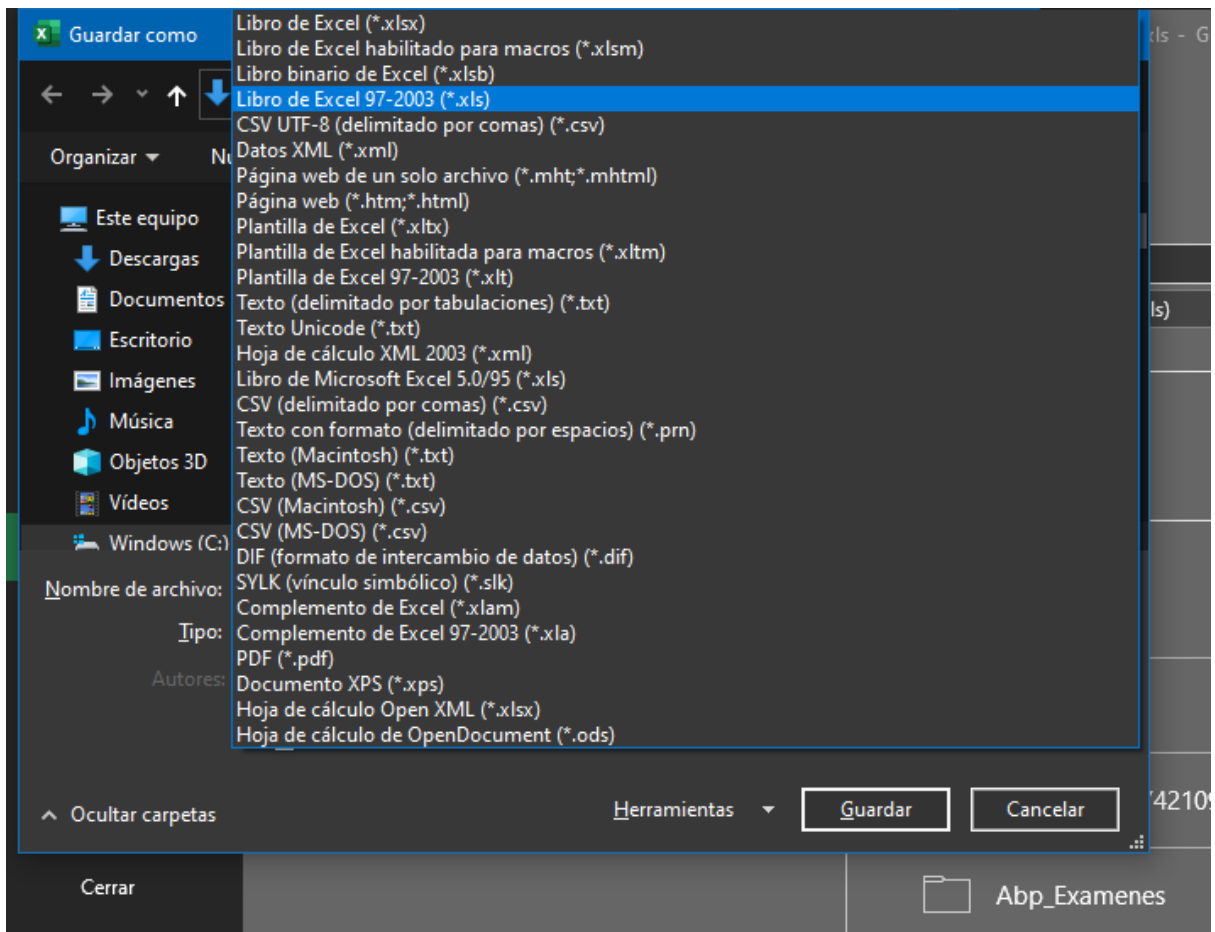 Guardar como
xls - G
Libro de Excel (*.xlsx)
Libro de Excel habilitado para macros (*.xlsm)
Libro binario de Excel (*.xlsb)
Libro de Excel 97-2003 (*.xls)
CSV UTF-8 (delimitado por comas) (*.csv)
Datos XML (*.xml)
Página web de un solo archivo (*.mht;*.mhtml)
Página web (*.htm;*.html)
Plantilla de Excel (*.xltx)
Plantilla de Excel habilitada para macros (*.xltm)
Plantilla de Excel 97-2003 (*.xlt)
Texto (delimitado por tabulaciones) (*.txt)
Texto Unicode (*.txt)
Hoja de cálculo XML 2003 (*.xml)
Libro de Microsoft Excel 5.0/95 (*.xls)
CSV (delimitado por comas) (*.csv)
Texto con formato (delimitado por espacios) (*.prn)
Texto (Macintosh) (*.txt)
Texto (MS-DOS) (*.txt)
CSV (Macintosh) (*.csv)
CSV (MS-DOS) (*.csv)
DIF (formato de intercambio de datos) (*.dif)
SYLK (vínculo simbólico) (*.slk)
Complemento de Excel (*.xlam)
Complemento de Excel 97-2003 (*.xla)
PDF (*.pdf)
Documento XPS (*.xps)
Hoja de cálculo Open XML (*.xlsx)
Hoja de cálculo de OpenDocument (*.ods)
Organizar
Este equipo
Descargas
Documentos
Escritorio
Imágenes
Música
Objetos 3D
Vídeos
Windows (C:)
Nombre de archivo:
Tipo:
Autores:
ls)
Ocultar carpetas
Herramientas
Guardar
Cancelar
42109
Cerrar
Abp_Examenes